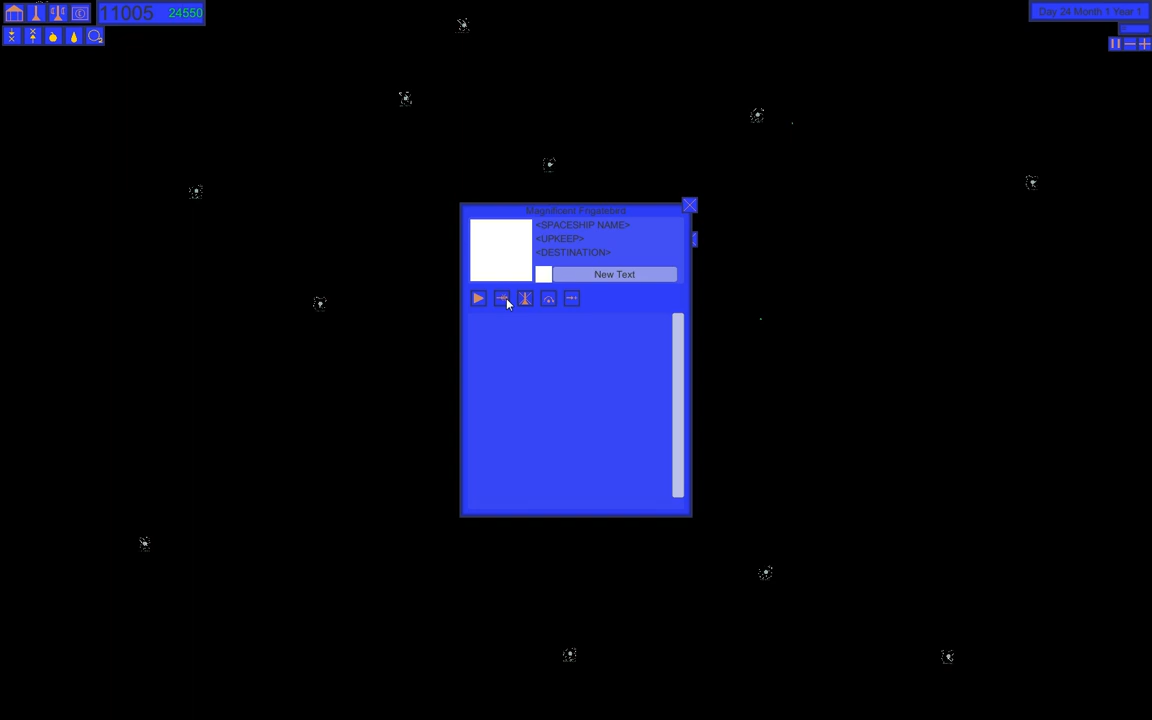 11005 24550
Day 24 Month 1 Year 1
Magnificent Frigatebird
<SPACESHIP NAME>
<UPKEEP>
<DESTINATION>
New Text